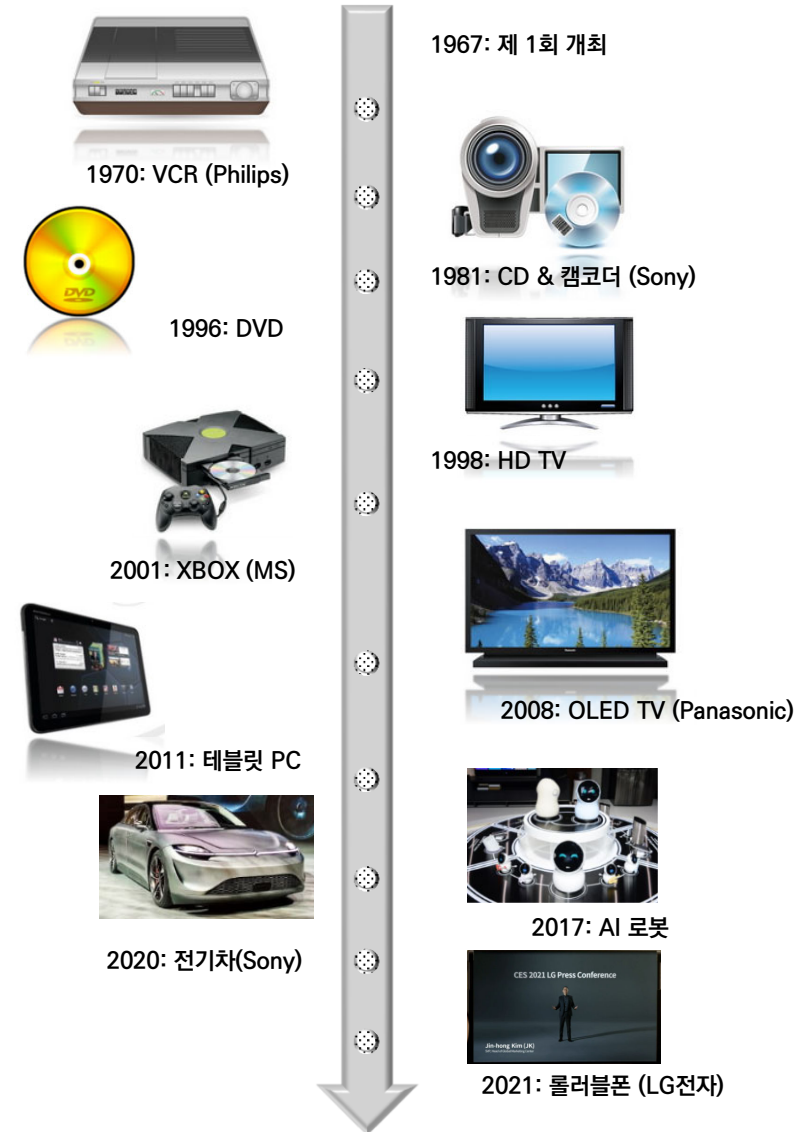 1967: 제 1회 개최
1970: VCR (Philips)
1981: CD & 캠코더 (Sony)
DVD
1996: DVD
1998: HD TV
2001: XBOX (MS)
Panasonic
2008: OLED TV (Panasonic)
2011: 테블릿 PC
2017: AI 로봇
2020: 전기차(Sony)
CES 2021 LG Press Conference
Jin-hong Kim (JK)
2021: 롤러블폰 (LG전자)